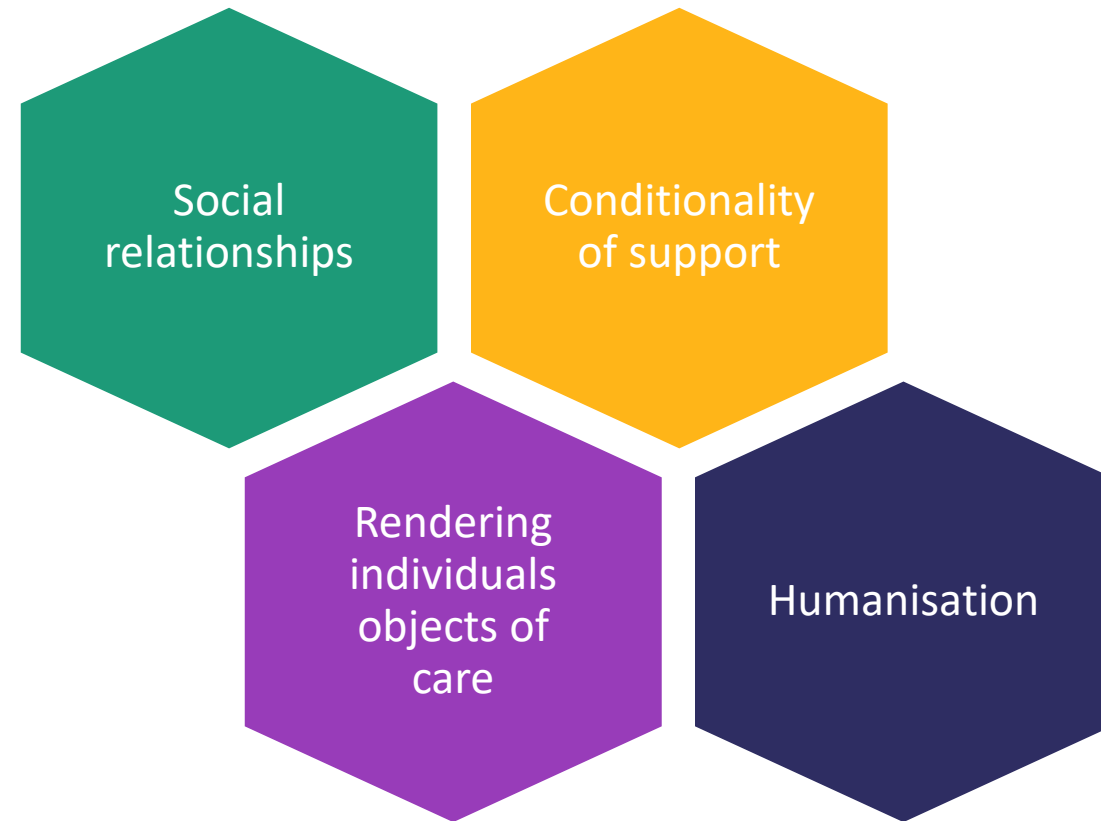 Social
relationships
Conditionality
of support
Rendering
individuals
objects of
care
Humanisation